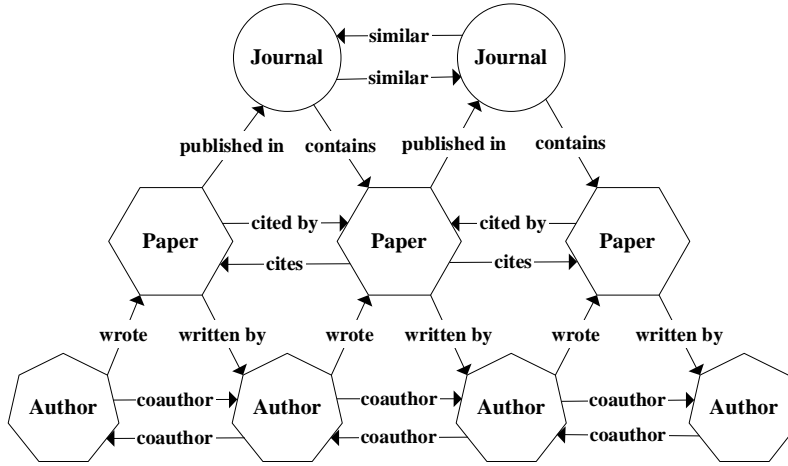 similar
Journal Journal
similar
published in contains published in contains
cited by cited by
Paper Paper Paper
cites cites
wrote written by wrote written by wrote written by
coauthor coauthor coauthor
Author Author Author Author
coauthor coauthor coauthor